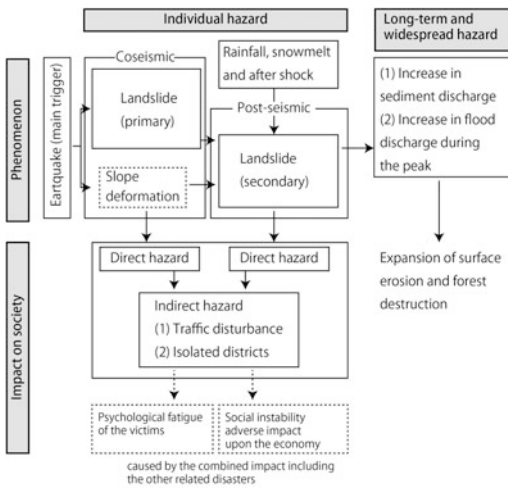 Individual hazard
Long-term and
widespread hazard
Phenomenon
Eartquake (main trigger)
Coseismic
Landslide
(primary)
Slope
deformation
Rainfall, snowmelt
and after shock
Post-seismic
Landslide
(secondary)
(1) Increase in
sediment discharge
(2) Increase in flood
discharge during
the peak
Expansion of surface
erosion and forest
destruction
Impact on society
Direct hazard
Direct hazard
Indirect hazard
(1) Traffic disturbance
(2) Isolated districts
Psychological fatigue
of the victims
Social instability
adverse impact
upon the economy
caused by the combined impact including
the other related disasters